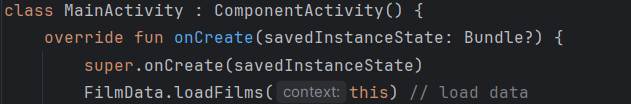 class MainActivity : ComponentActivity() {
    override fun onCreate(savedInstanceState: Bundle?) {
        super.onCreate(savedInstanceState)
        FilmData.loadFilms( context: this) // load data